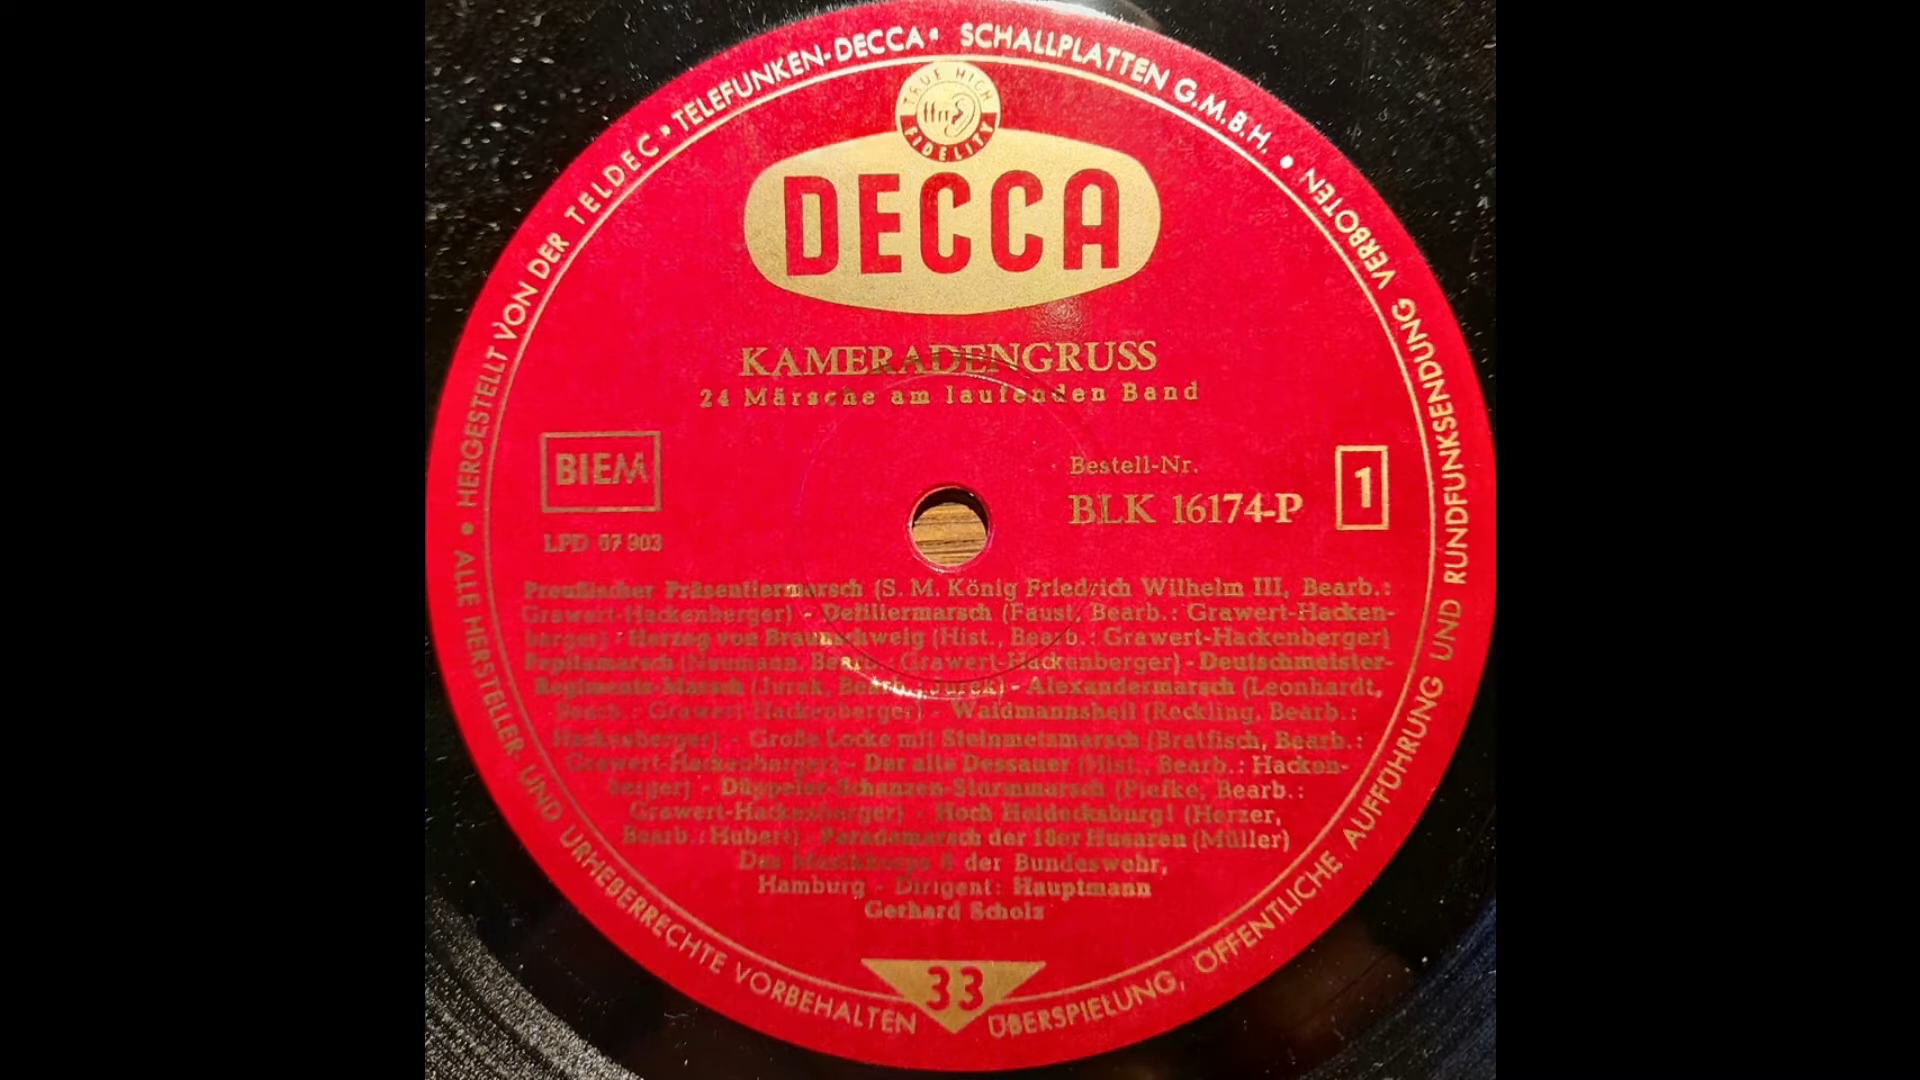 HERGESTELLT VON DER TELDEC • TELEFUNKEN-DECCA • SCHALLPLATTEN G.M.B.H. •
TRUE HIGH FIDELITY
ffrr
DECCA
KAMERADENGRUSS
24 Märsche am laufenden Band
BIEM
Bestell-Nr.
BLK 16174-P
1
LPD 67 903
Preußischer Präsentiermarsch (S. M. König Friedrich Wilhelm III, Bearb.:
Grawert-Hackenberger) - Defiliermarsch (Faust, Bearb.: Grawert-Hacken-
berger) - Herzog von Braunschweig (Hist., Bearb.: Grawert-Hackenberger)
Pepitamarsch (Neumann, Bearb.: Grawert-Hackenberger) - Deutschmeister-
Regiments-Marsch (Jurek, Bearb.: Jurek) - Alexandermarsch (Leonhardt,
Bearb.: Grawert-Hackenberger) - Waidmannsheil (Reckling, Bearb.:
Hackenberger) - Große Locke mit Steinmetzmarsch (Bratfisch, Bearb.:
Grawert-Hackenberger) - Der alte Dessauer (Hist., Bearb.: Hacken-
berger) - Düppeler-Schanzen-Sturmmarsch (Piefke, Bearb.:
Grawert-Hackenberger) - Hoch Heidecksburg! (Herzer,
Bearb.: Hubert) - Parademarsch der 18er Husaren (Müller)
Das Musikkorps 6 der Bundeswehr,
Hamburg - Dirigent: Hauptmann
Gerhard Scholz
33
ALLE HERSTELLER- UND URHEBERRECHTE VORBEHALTEN
ÜBERSPIELUNG, ÖFFENTLICHE AUFFÜHRUNG UND RUNDFUNKSENDUNG VERBOTEN